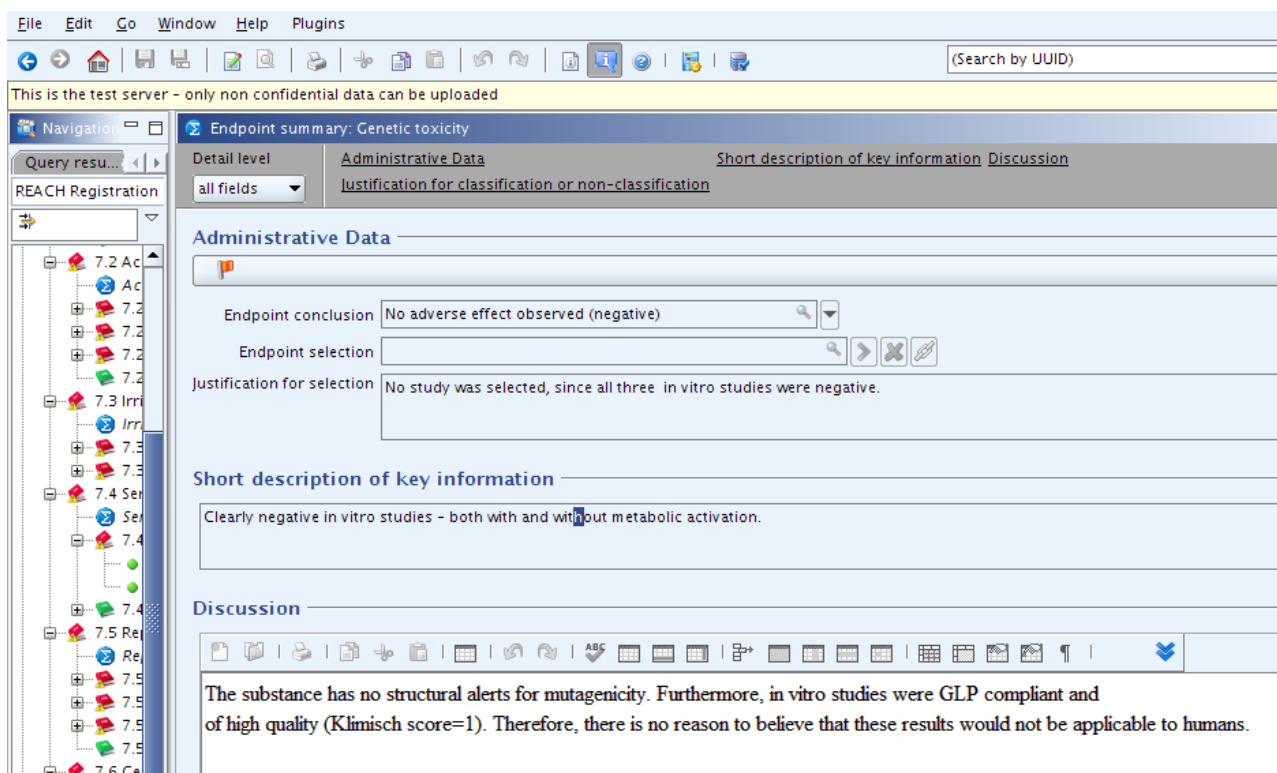 File Edit Go Window Help Plugins
(Search by UUID)
This is the test server - only non confidential data can be uploaded
Navigation
Endpoint summary: Genetic toxicity
Query resu...
Detail level
Administrative Data
Short description of key information
Discussion
REACH Registration
all fields
Justification for classification or non-classification
Administrative Data
7.2 Ac
Ac
7.2
7.2
7.2
7.2
7.3 Irri
Irri
7.3
7.3
7.4 Ser
Ser
7.4
7.4
7.5 Rep
Rep
7.5
7.5
7.5
7.5
7.6 Ge
Endpoint conclusion No adverse effect observed (negative)
Endpoint selection
Justification for selection No study was selected, since all three in vitro studies were negative.
Short description of key information
Clearly negative in vitro studies - both with and without metabolic activation.
Discussion
ABC
The substance has no structural alerts for mutagenicity. Furthermore, in vitro studies were GLP compliant and
of high quality (Klimisch score=1). Therefore, there is no reason to believe that these results would not be applicable to humans.